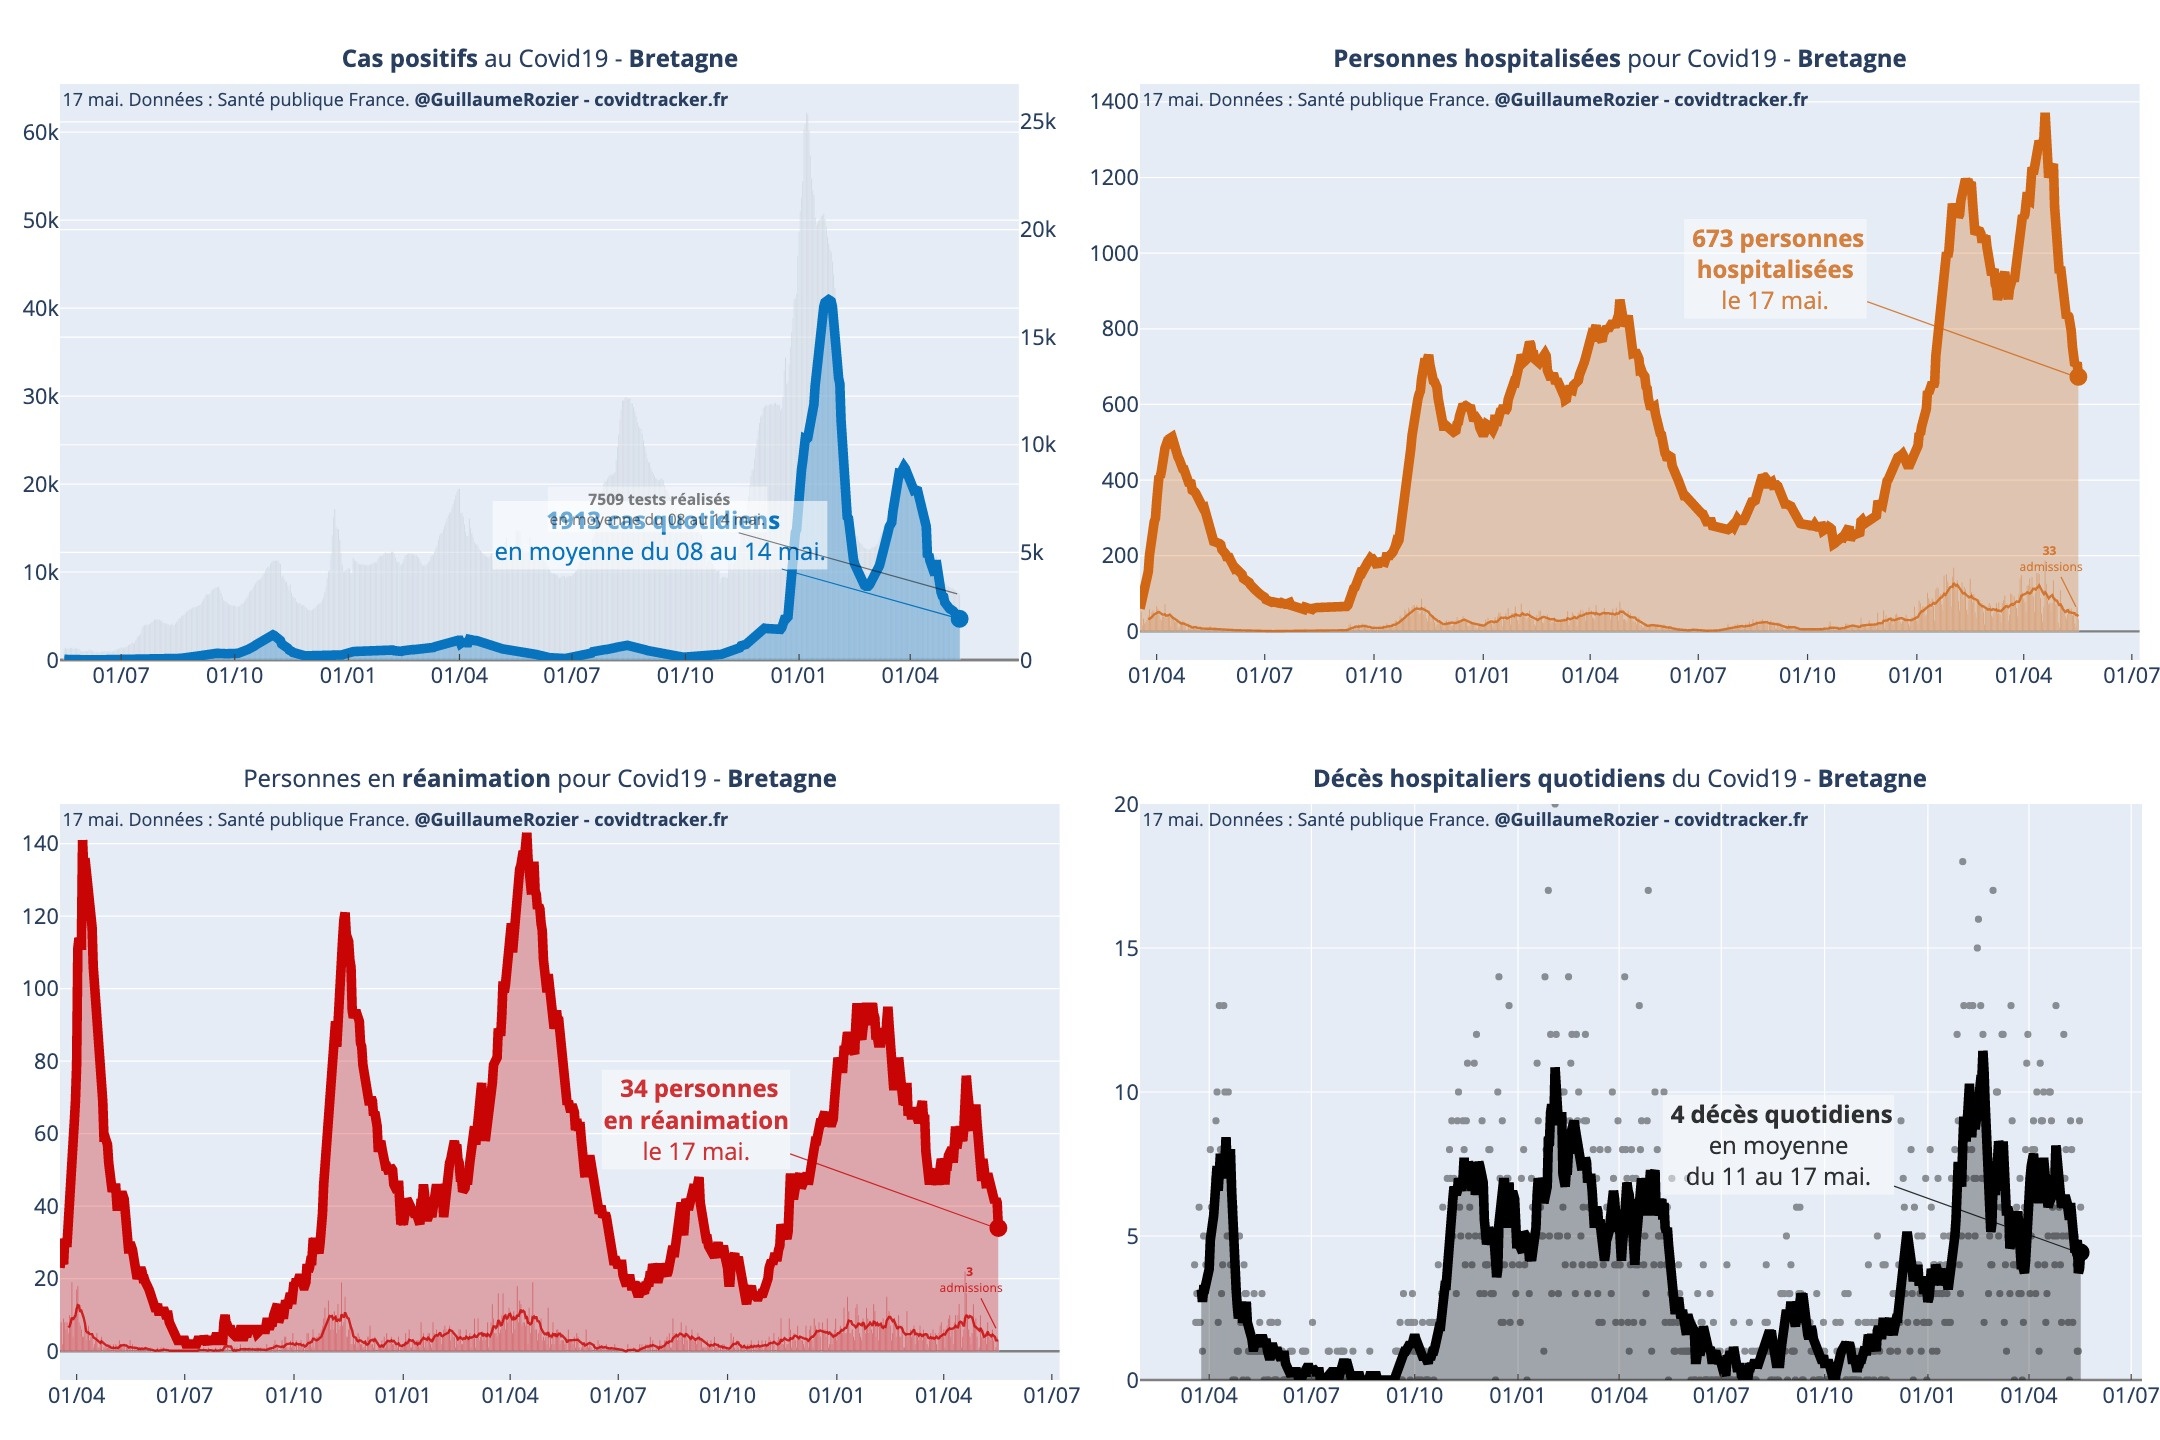 Cas positifs au Covid19 - Bretagne
17 mai. Données : Santé publique France. @GuillaumeRozier - covidtracker.fr
60k
50k
40k
30k
20k
10k
0
25k
20k
15k
10k
5k
0
7509 tests réalisés
en moyenne du 08 au 14 mai.
1913 cas quotidiens
en moyenne du 08 au 14 mai.
01/07 01/10 01/01 01/04 01/07 01/10 01/01 01/04
Personnes hospitalisées pour Covid19 - Bretagne
17 mai. Données : Santé publique France. @GuillaumeRozier - covidtracker.fr
1400
1200
1000
800
600
400
200
0
673 personnes
hospitalisées
le 17 mai.
33
admissions
01/04 01/07 01/10 01/01 01/04 01/07 01/10 01/01 01/04 01/07
Personnes en réanimation pour Covid19 - Bretagne
17 mai. Données : Santé publique France. @GuillaumeRozier - covidtracker.fr
140
120
100
80
60
40
20
0
34 personnes
en réanimation
le 17 mai.
3
admissions
01/04 01/07 01/10 01/01 01/04 01/07 01/10 01/01 01/04 01/07
Décès hospitaliers quotidiens du Covid19 - Bretagne
17 mai. Données : Santé publique France. @GuillaumeRozier - covidtracker.fr
20
15
10
5
0
4 décès quotidiens
en moyenne
du 11 au 17 mai.
01/04 01/07 01/10 01/01 01/04 01/07 01/10 01/01 01/04 01/07